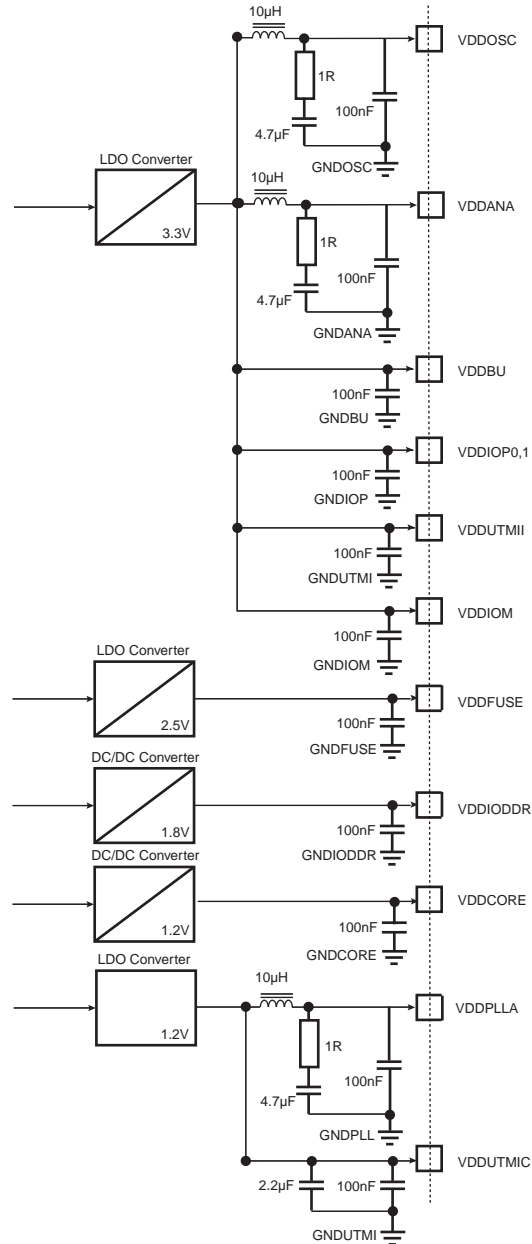 10µH
VDDOSC
1R
100nF
4.7µF
GNDOSC
LDO Converter
3.3V
10µH
VDDANA
1R
100nF
4.7µF
GNDANA
VDDBU
100nF
GNDBU
VDDIOP0,1
100nF
GNDIOP
VDDUTMII
100nF
GNDUTMI
VDDIOM
100nF
GNDIOM
LDO Converter
2.5V
VDDFUSE
100nF
GNDFUSE
DC/DC Converter
1.8V
VDDIODDR
100nF
GNDIODDR
DC/DC Converter
1.2V
VDDCORE
100nF
GNDCORE
LDO Converter
1.2V
10µH
VDDPLLA
1R
100nF
4.7µF
GNDPLL
VDDUTMIC
2.2µF
100nF
GNDUTMI